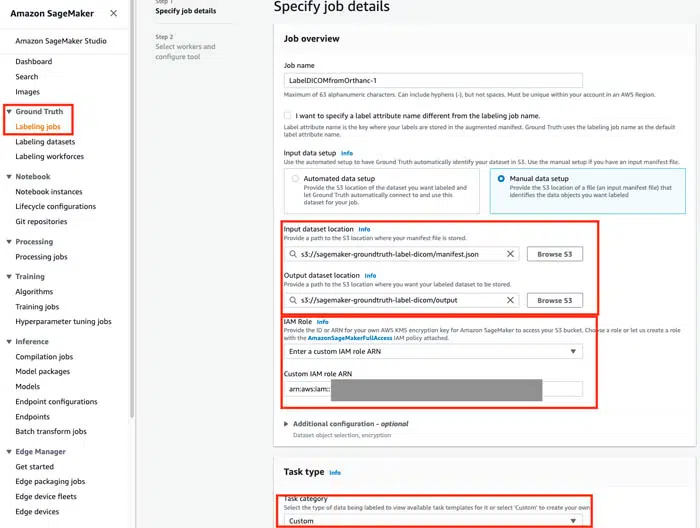 Amazon SageMaker
Amazon SageMaker Studio
Dashboard
Search
Images
Ground Truth
Labeling jobs
Labeling datasets
Labeling workforces
Notebook
Notebook instances
Lifecycle configurations
Git repositories
Processing
Processing jobs
Training
Algorithms
Training jobs
Hyperparameter tuning jobs
Inference
Compilation jobs
Model packages
Models
Endpoint configurations
Endpoints
Batch transform jobs
Edge Manager
Get started
Edge packaging jobs
Edge device fleets
Edge devices
Step 1
Specify job details
Step 2
Select workers and
configure tool
Specify job details
Job overview
Job name
LabelDICOMfromOrthanc-1
Maximum of 63 alphanumeric characters. Can include hyphens (-), but not spaces. Must be unique within your account in an AWS Region.
I want to specify a label attribute name different from the labeling job name.
Label attribute name is the key where your labels are stored in the augmented manifest. Ground Truth uses the labeling job name as the default
label attribute name.
Input data setup Info
Use the automated setup to have Ground Truth automatically identify your dataset in S3. Use the manual setup if you have an input manifest file.
Automated data setup
Provide the S3 location of the dataset you want labeled and
let Ground Truth automatically connect to and use this
dataset for your job.
Manual data setup
Provide the S3 location of a file (an input manifest file) that
identifies the data objects you want labeled
Input dataset location Info
Provide a path to the S3 location where your manifest file is stored.
s3://sagemaker-groundtruth-label-dicom/manifest.json
Browse S3
Output dataset location Info
Provide a path to the S3 location where you want your labeled dataset to be stored.
s3://sagemaker-groundtruth-label-dicom/output
Browse S3
IAM Role Info
Provide the ID or ARN for your own AWS KMS encryption key for Amazon SageMaker to access your S3 bucket. Choose a role or let us create a role
with the AmazonSageMakerFullAccess IAM policy attached.
Enter a custom IAM role ARN
Custom IAM role ARN
arn:aws:iam::
Additional configuration - optional
Dataset object selection, encryption
Task type Info
Task category
Select the type of data being labeled to view available task templates for it or select 'Custom' to create your own.
Custom